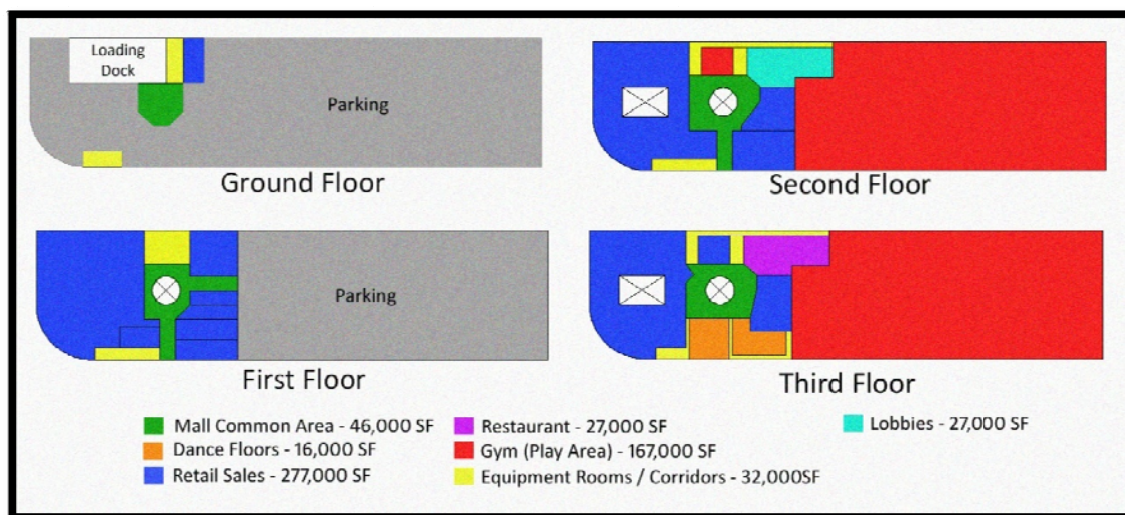 Loading
Dock
Parking
Ground Floor
Second Floor
Parking
First Floor
Third Floor
Mall Common Area - 46,000 SF
Restaurant - 27,000 SF
Lobbies - 27,000 SF
Dance Floors - 16,000 SF
Gym (Play Area) - 167,000 SF
Retail Sales - 277,000 SF
Equipment Rooms / Corridors - 32,000SF